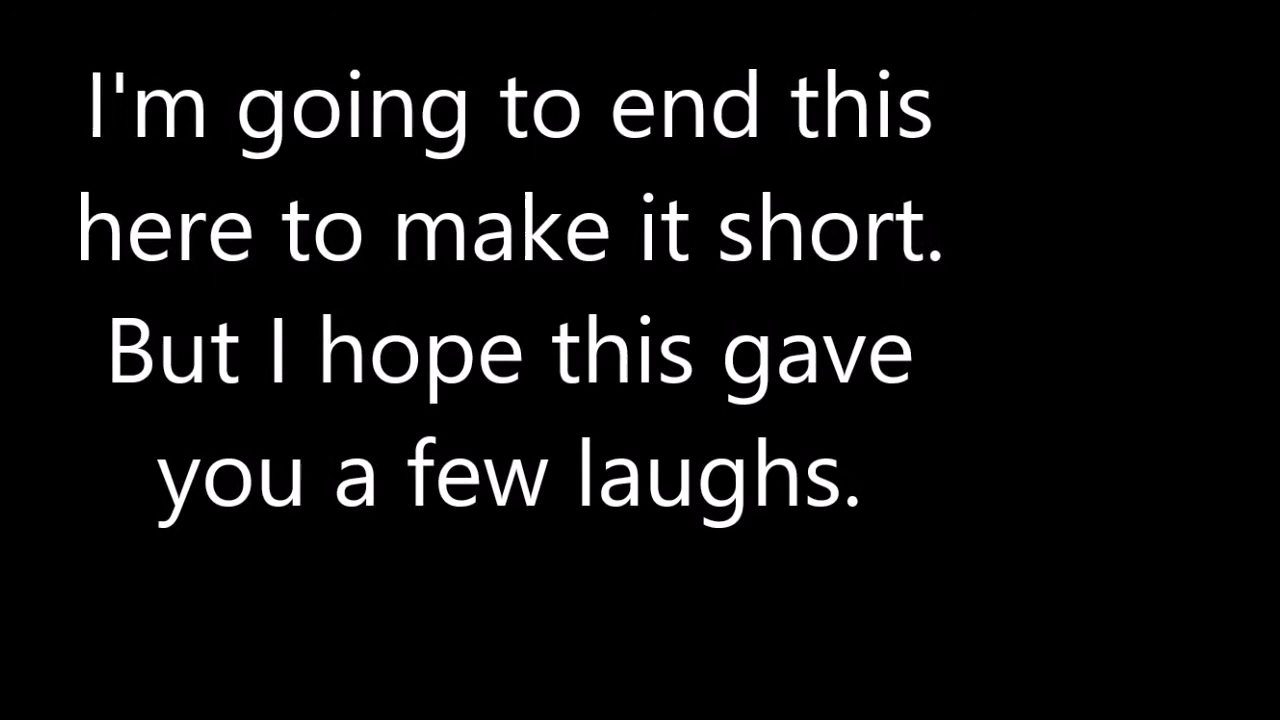 I'm going to end this
here to make it short.
But I hope this gave
you a few laughs.